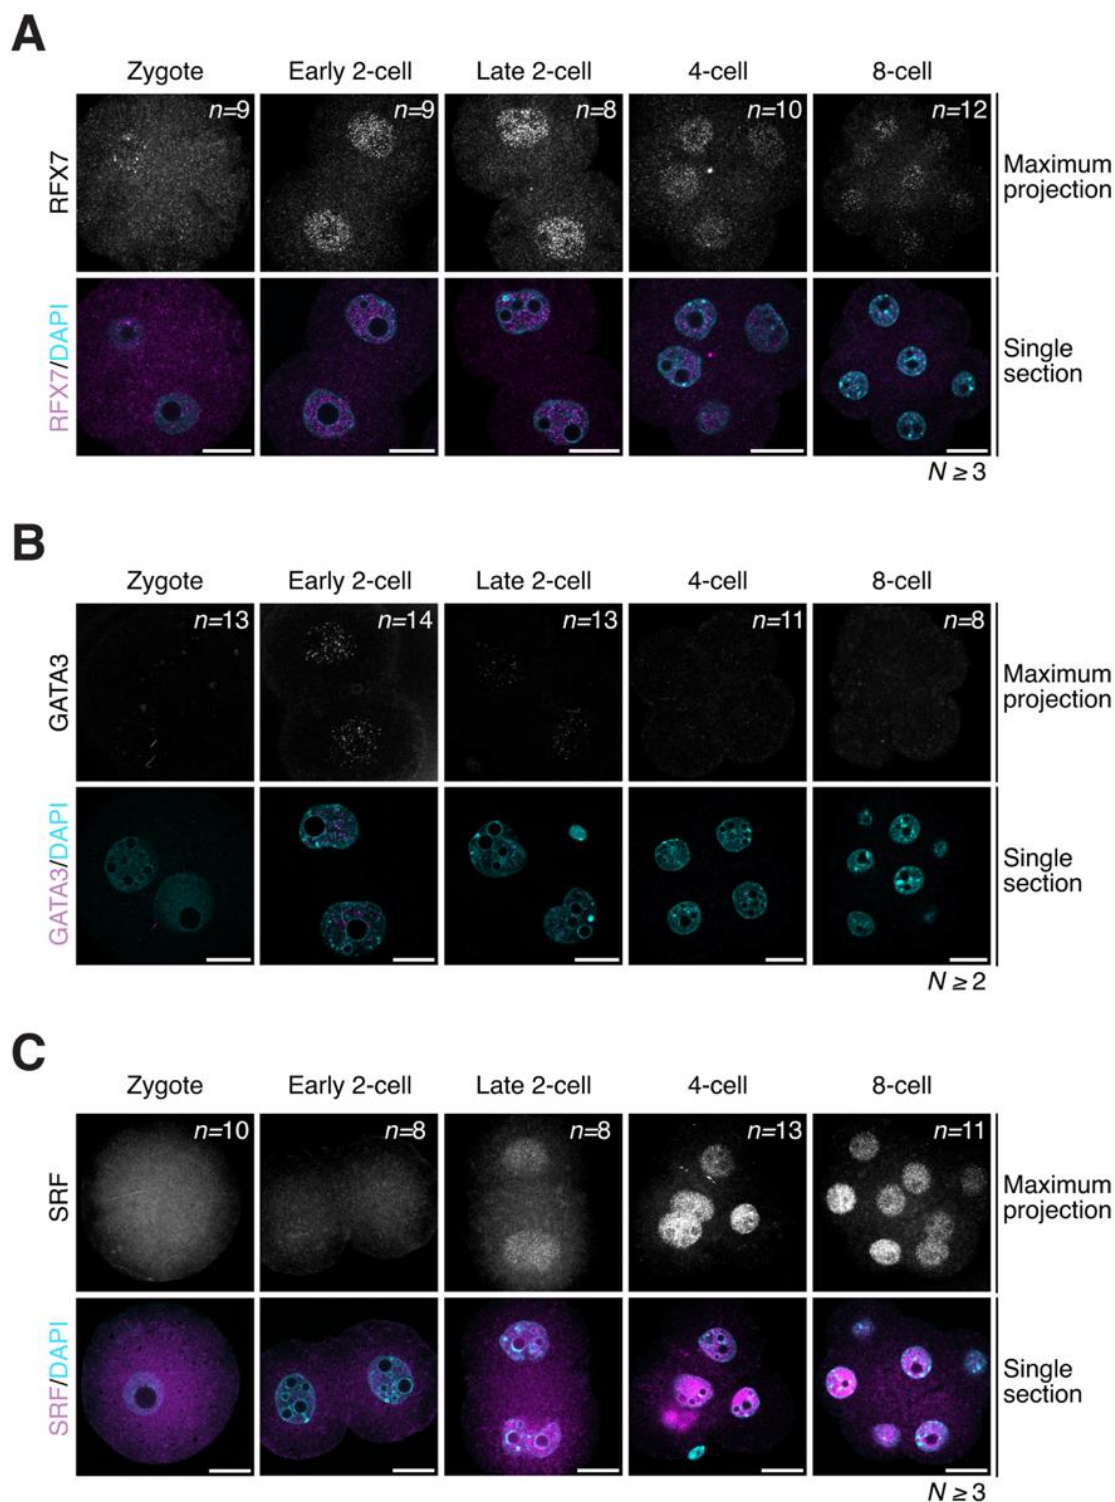 A
Zygote Early 2-cell Late 2-cell 4-cell 8-cell
RFX7
n=9 n=9 n=8 n=10 n=12
Maximum
projection
RFX7/DAPI
Single
section
N ≥ 3
B
Zygote Early 2-cell Late 2-cell 4-cell 8-cell
GATA3
n=13 n=14 n=13 n=11 n=8
Maximum
projection
GATA3/DAPI
Single
section
N ≥ 2
C
Zygote Early 2-cell Late 2-cell 4-cell 8-cell
SRF
n=10 n=8 n=8 n=13 n=11
Maximum
projection
SRF/DAPI
Single
section
N ≥ 3